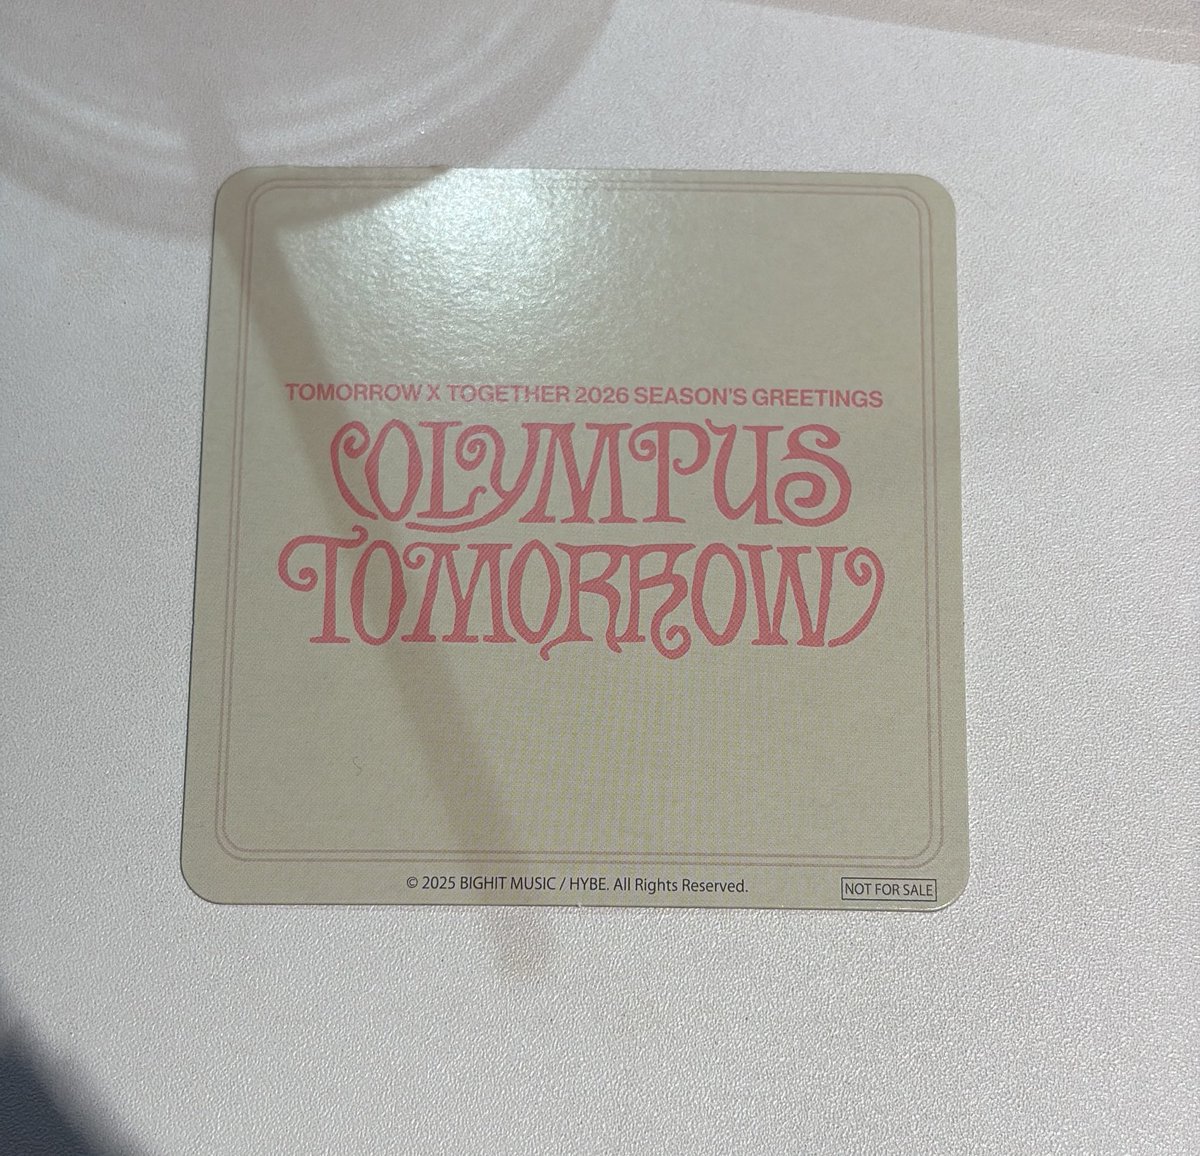 TOMORROW X TOGETHER 2026 SEASON'S GREETINGS
OLYMPUS
TOMORROW
© 2025 BIGHIT MUSIC / HYBE. All Rights Reserved.
NOT FOR SALE